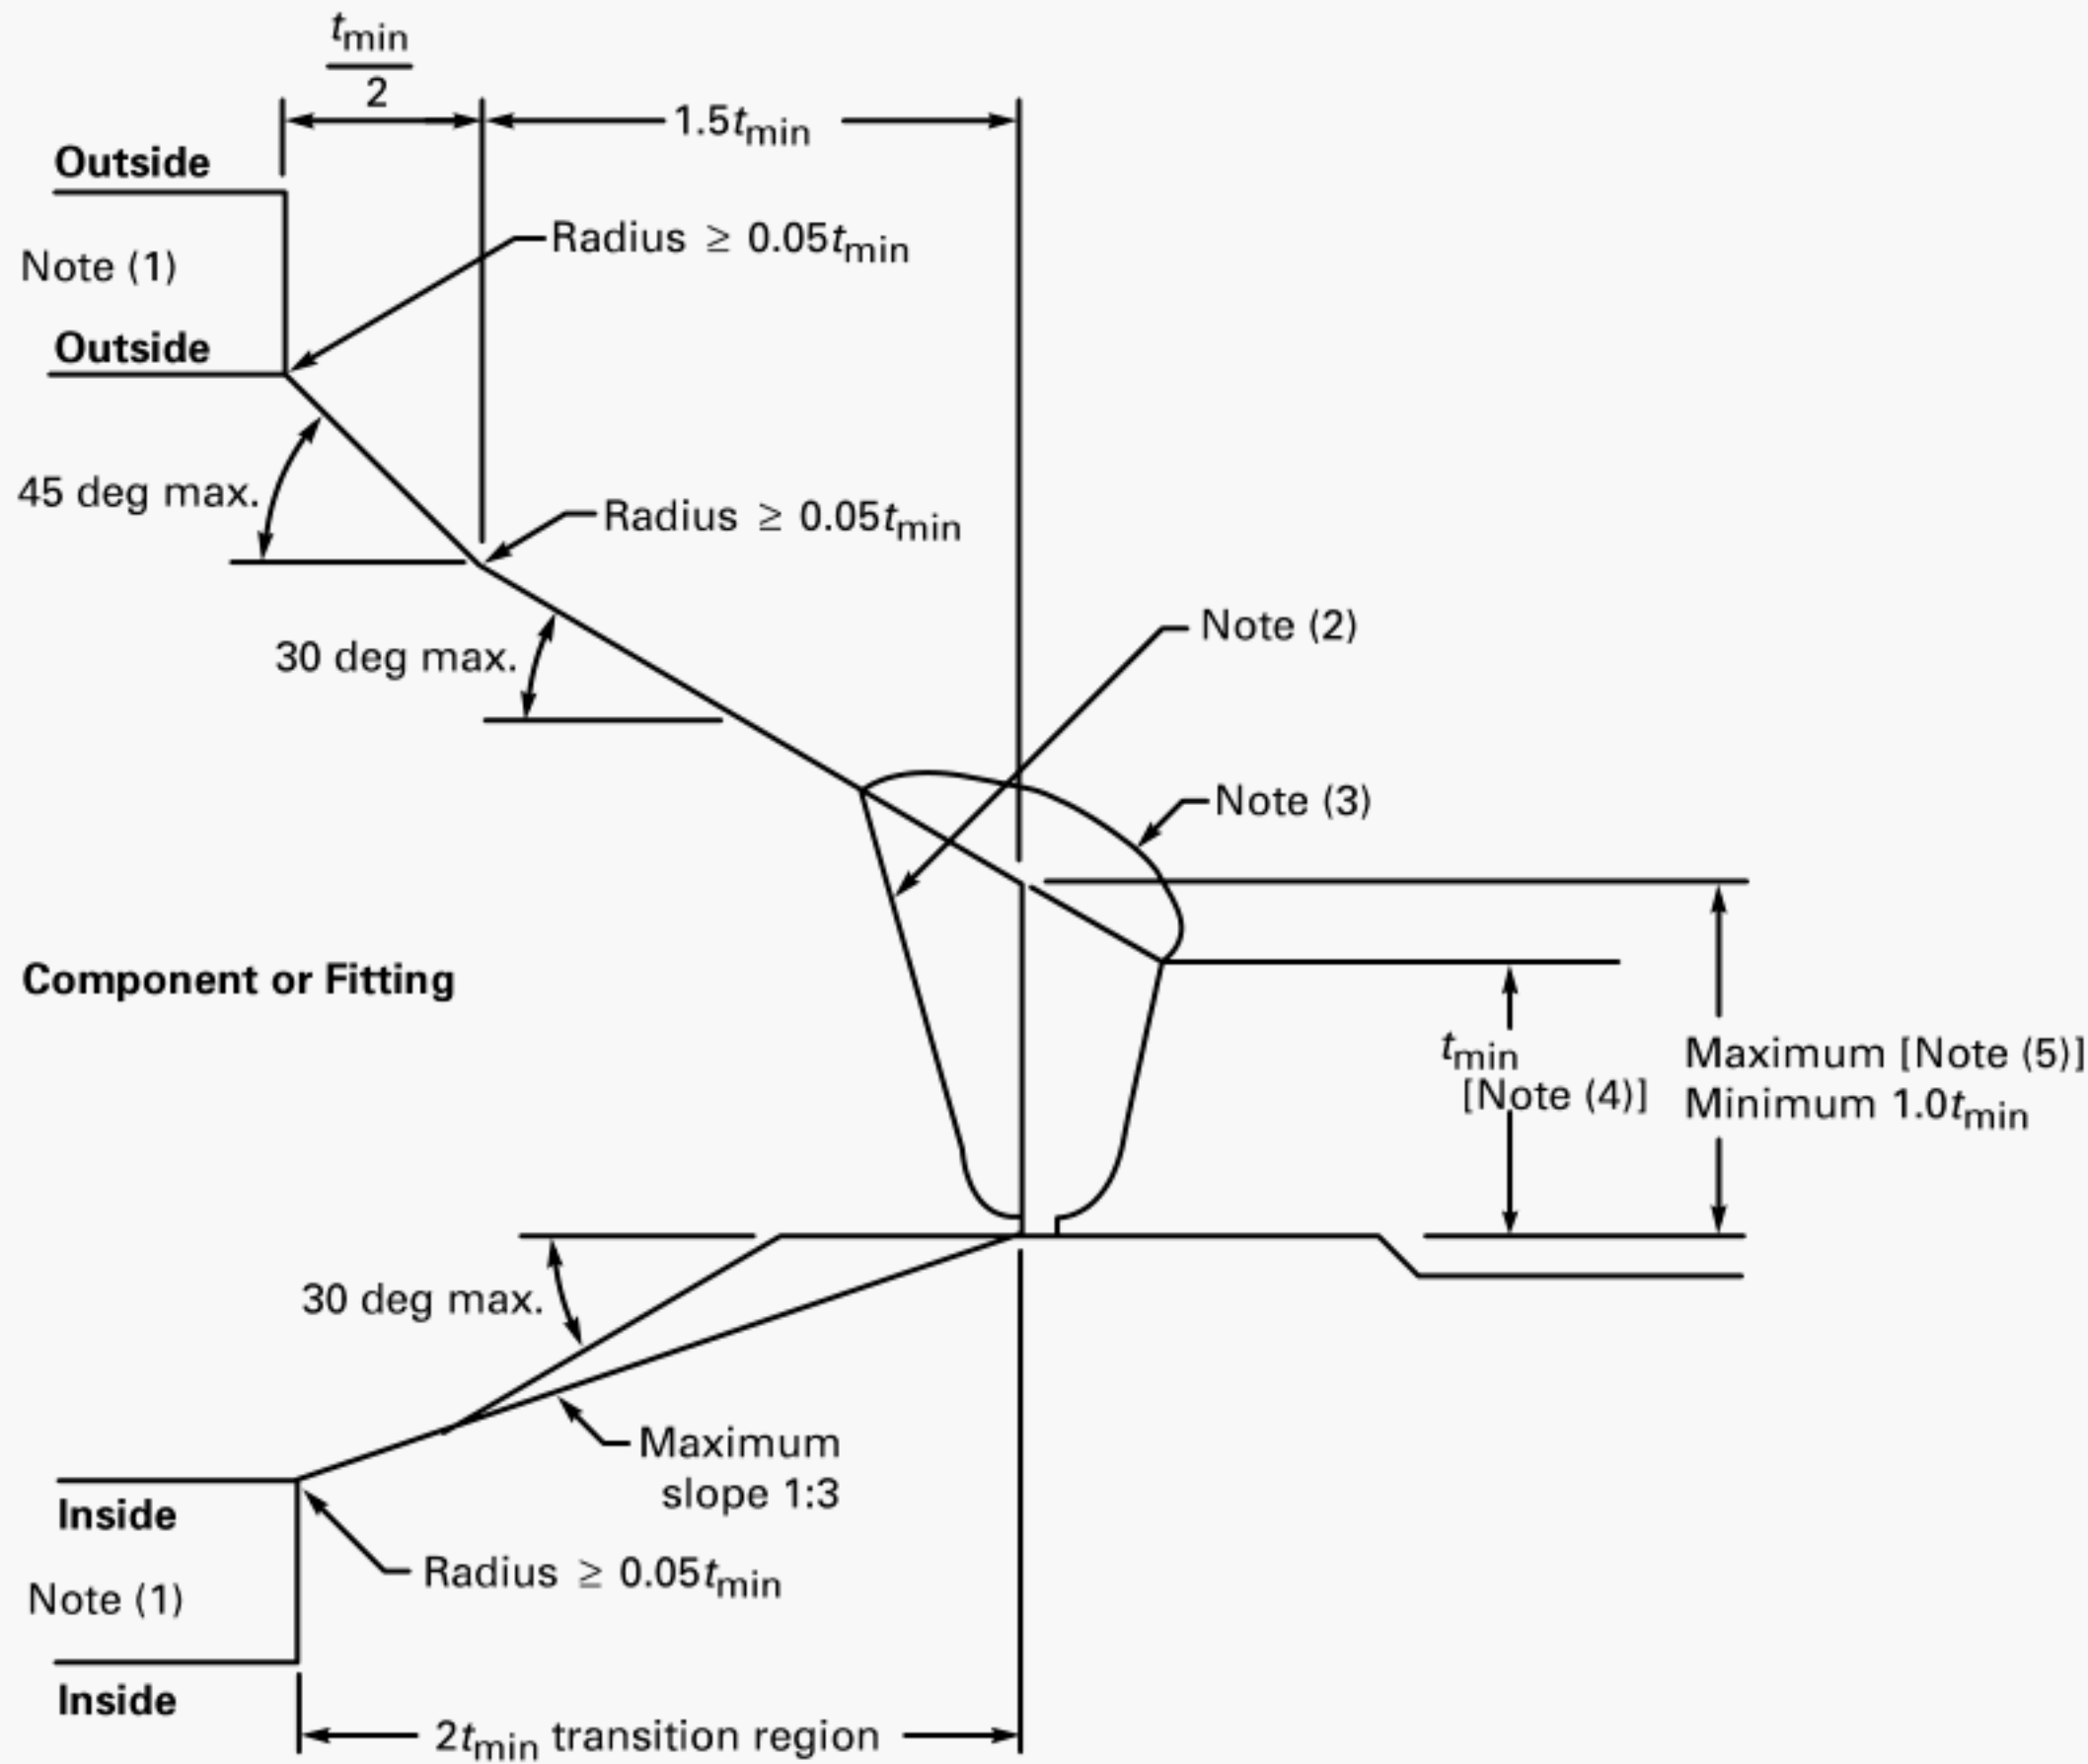 tmin
2
1.5tmin
Outside
Radius ≥ 0.05tmin
Note (1)
Outside
45 deg max.
Radius ≥ 0.05tmin
Note (2)
30 deg max.
Note (3)
Component or Fitting
tmin
[Note (4)]
Maximum [Note (5)]
Minimum 1.0tmin
30 deg max.
Maximum
slope 1:3
Inside
Radius ≥ 0.05tmin
Note (1)
Inside
2tmin transition region